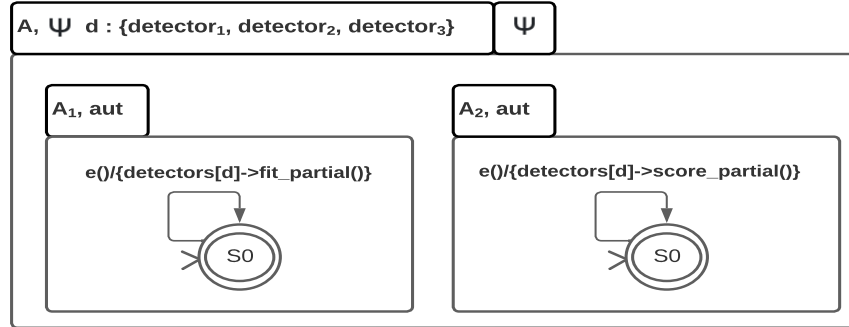 A, Ψ d : {detector₁, detector₂, detector₃}
Ψ
A₁, aut
A₂, aut
e()/{detectors[d]->fit_partial()}
e()/{detectors[d]->score_partial()}
S0
S0